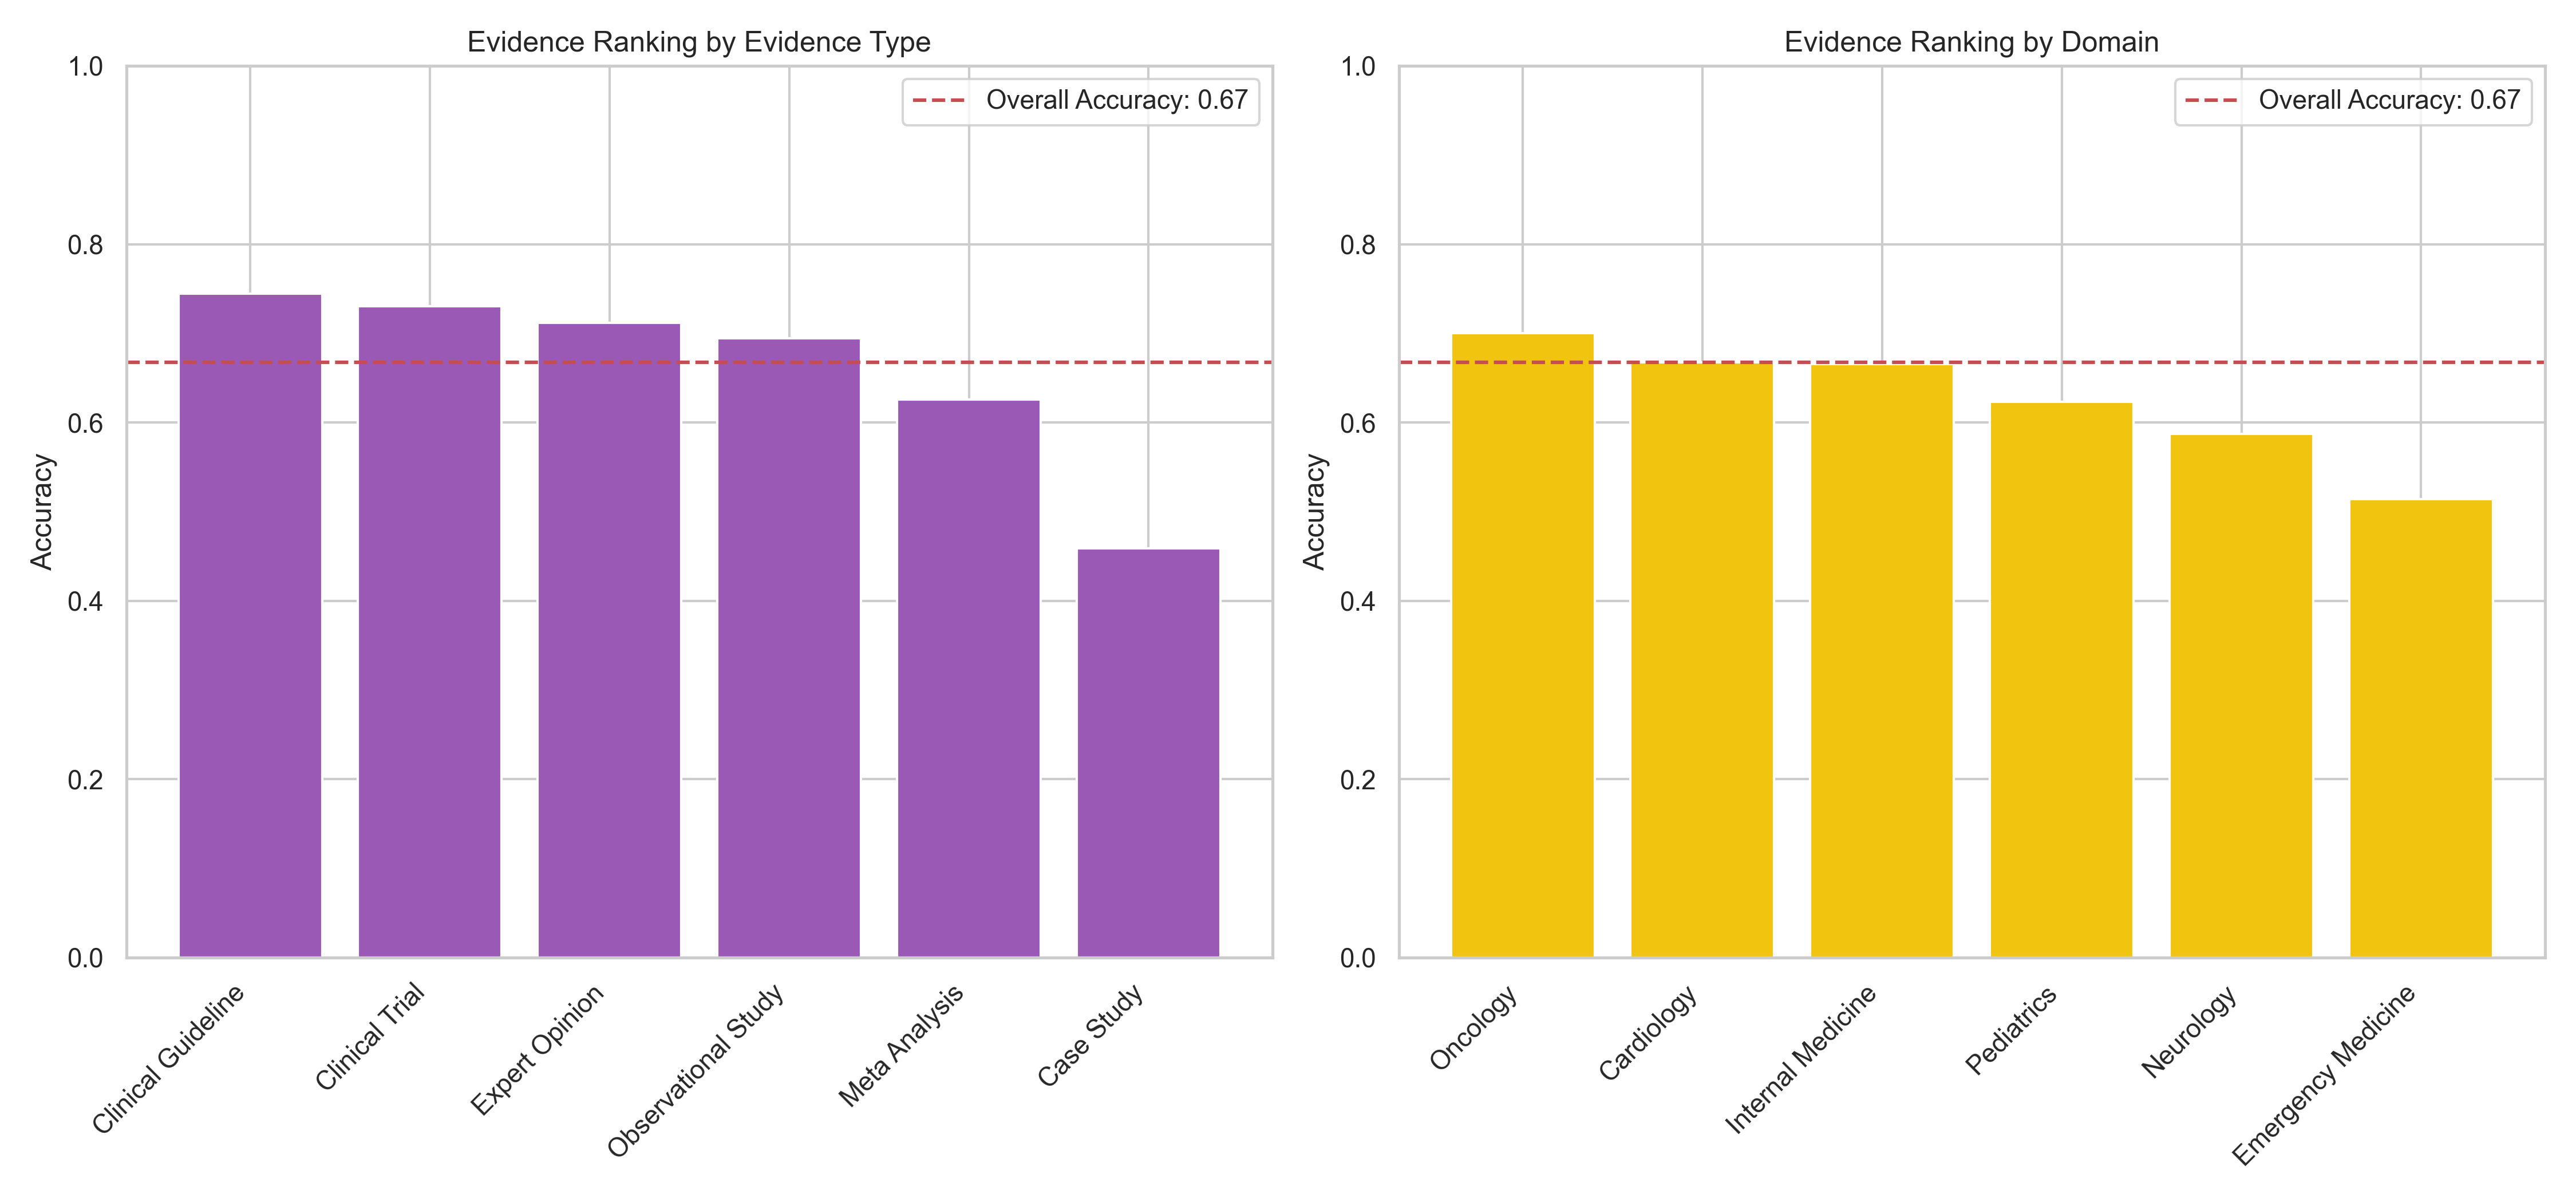 Evidence Ranking by Evidence Type
Overall Accuracy: 0.67
Accuracy
1.0
0.8
0.6
0.4
0.2
0.0
Clinical Guideline
Clinical Trial
Expert Opinion
Observational Study
Meta Analysis
Case Study
Evidence Ranking by Domain
Overall Accuracy: 0.67
Accuracy
1.0
0.8
0.6
0.4
0.2
0.0
Oncology
Cardiology
Internal Medicine
Pediatrics
Neurology
Emergency Medicine